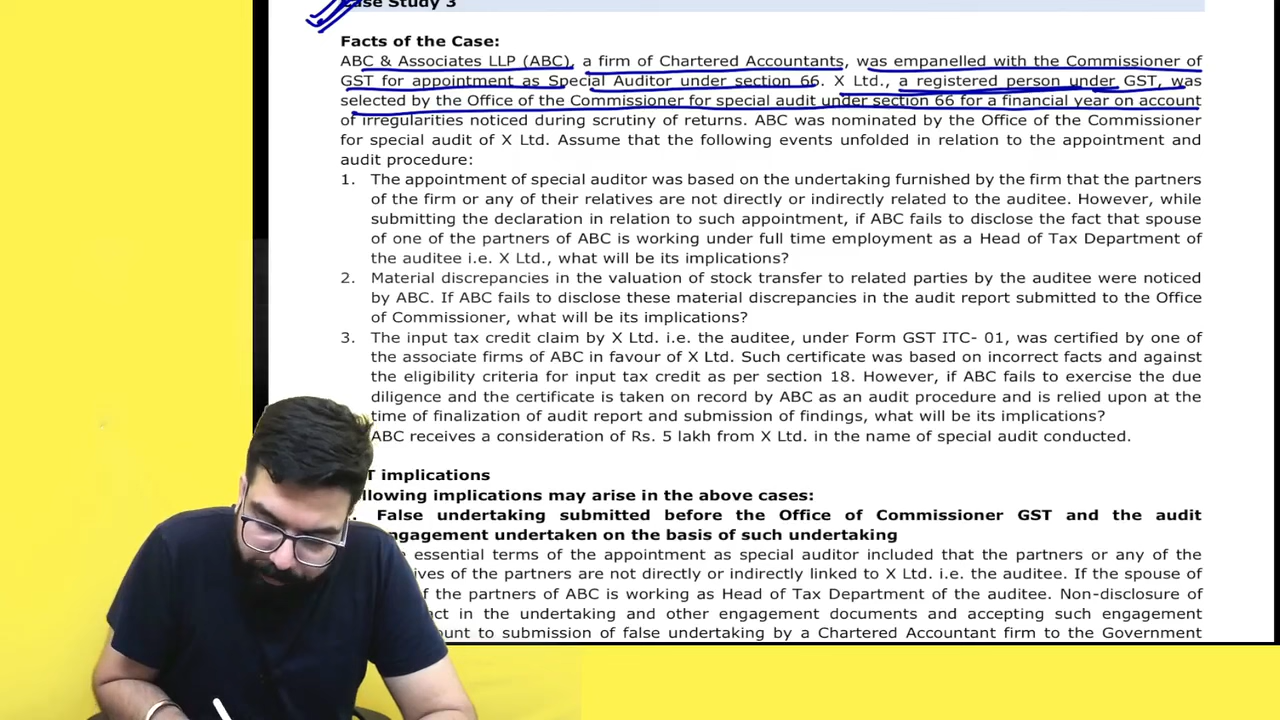 Case Study 3
Facts of the Case:
ABC & Associates LLP (ABC), a firm of Chartered Accountants, was empanelled with the Commissioner of
GST for appointment as Special Auditor under section 66. X Ltd., a registered person under GST, was
selected by the Office of the Commissioner for special audit under section 66 for a financial year on account
of irregularities noticed during scrutiny of returns. ABC was nominated by the Office of the Commissioner
for special audit of X Ltd. Assume that the following events unfolded in relation to the appointment and
audit procedure:
1. The appointment of special auditor was based on the undertaking furnished by the firm that the partners
of the firm or any of their relatives are not directly or indirectly related to the auditee. However, while
submitting the declaration in relation to such appointment, if ABC fails to disclose the fact that spouse
of one of the partners of ABC is working under full time employment as a Head of Tax Department of
the auditee i.e. X Ltd., what will be its implications?
2. Material discrepancies in the valuation of stock transfer to related parties by the auditee were noticed
by ABC. If ABC fails to disclose these material discrepancies in the audit report submitted to the Office
of Commissioner, what will be its implications?
3. The input tax credit claim by X Ltd. i.e. the auditee, under Form GST ITC- 01, was certified by one of
the associate firms of ABC in favour of X Ltd. Such certificate was based on incorrect facts and against
the eligibility criteria for input tax credit as per section 18. However, if ABC fails to exercise the due
diligence and the certificate is taken on record by ABC as an audit procedure and is relied upon at the
time of finalization of audit report and submission of findings, what will be its implications?
ABC receives a consideration of Rs. 5 lakh from X Ltd. in the name of special audit conducted.
T implications
llowing implications may arise in the above cases:
False undertaking submitted before the Office of Commissioner GST and the audit
ngagement undertaken on the basis of such undertaking
essential terms of the appointment as special auditor included that the partners or any of the
ives of the partners are not directly or indirectly linked to X Ltd. i.e. the auditee. If the spouse of
f the partners of ABC is working as Head of Tax Department of the auditee. Non-disclosure of
ct in the undertaking and other engagement documents and accepting such engagement
ount to submission of false undertaking by a Chartered Accountant firm to the Government